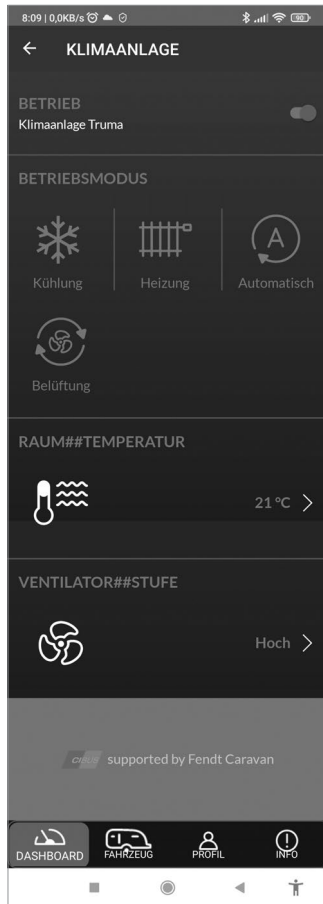 8:09 | 0,0KB/s
90
KLIMAANLAGE
BETRIEB
Klimaanlage Truma
BETRIEBSMODUS
Kühlung Heizung Automatisch
A
Belüftung
RAUM##TEMPERATUR
21 °C
VENTILATOR##STUFE
Hoch
supported by Fendt Caravan
DASHBOARD FAHRZEUG PROFIL INFO